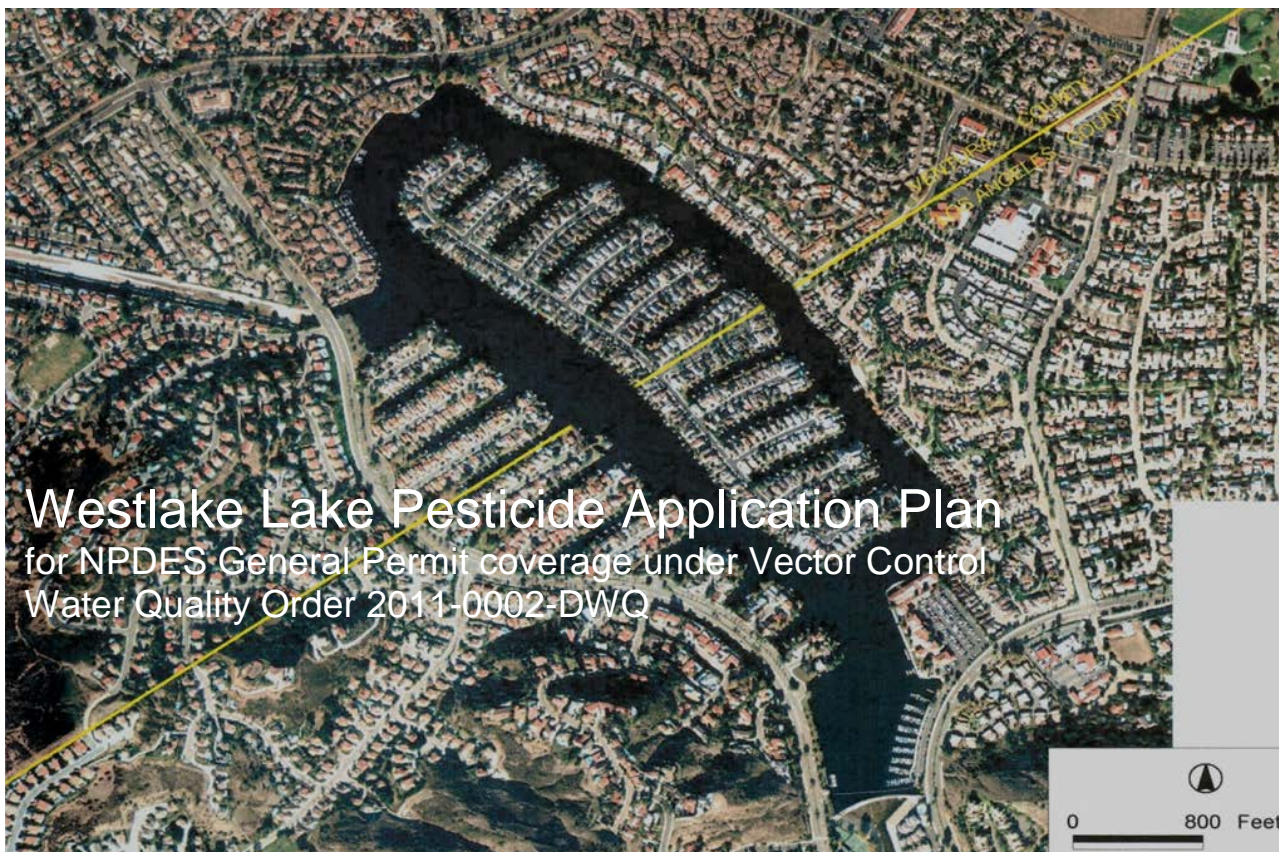 VENTURA COUNTY
LOS ANGELES COUNTY
Westlake Lake Pesticide Application Plan
for NPDES General Permit coverage under Vector Control
Water Quality Order 2011-0002-DWQ
0 800 Feet